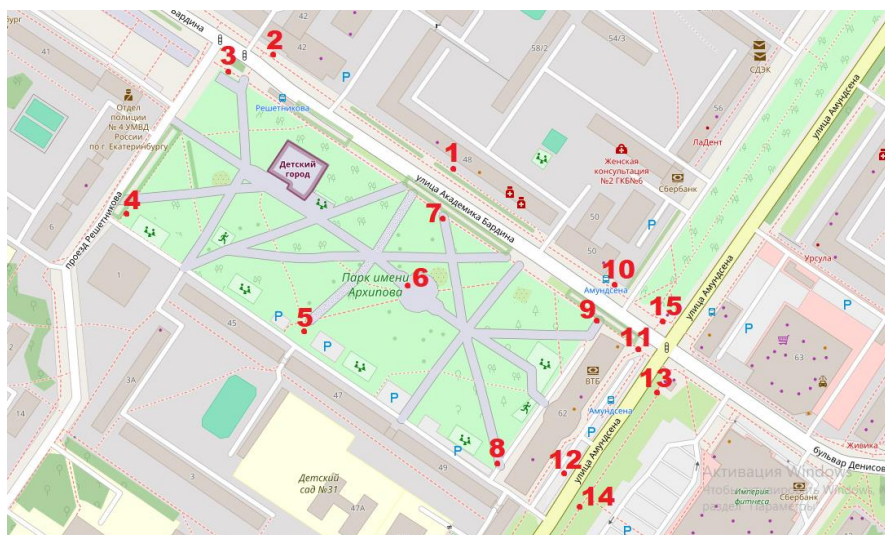 Бардина
42
42
54/3
58/2
2
3
41
Решетникова
СДЭК
улица Амундсена
56
ЛаДент
Отдел
полиции
№ 4 УМВД
России
по г. Екатеринбургу
Детский
город
1
48
Женская
консультация
№2 ГКБ№6
Сбербанк
улица Академика Бардина
4
проезд Решетникова
6
7
50
50
Урсула
1
6
Парк имени
Архипова
10
Амундсена
улица Амундсена
5
9
15
45
11
63
2
3А
47
ВТБ
62
13
14
Амундсена
Живика
бульвар Денисова
8
49
12
улица Амундсена
Детский
сад №31
47А
14
Империя
фитнеса
Сбербанк
Активация Windows
P
P
P
P
P
P
P
P